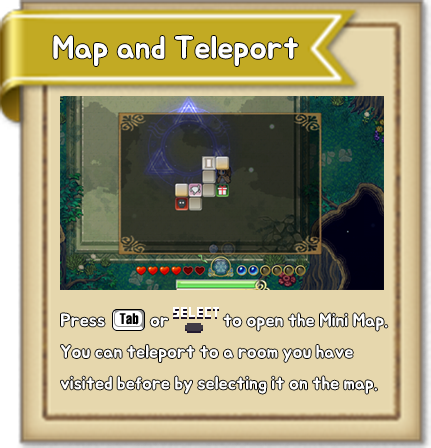 Map and Teleport
Press Tab or SELECT to open the Mini Map.
You can teleport to a room you have
visited before by selecting it on the map.